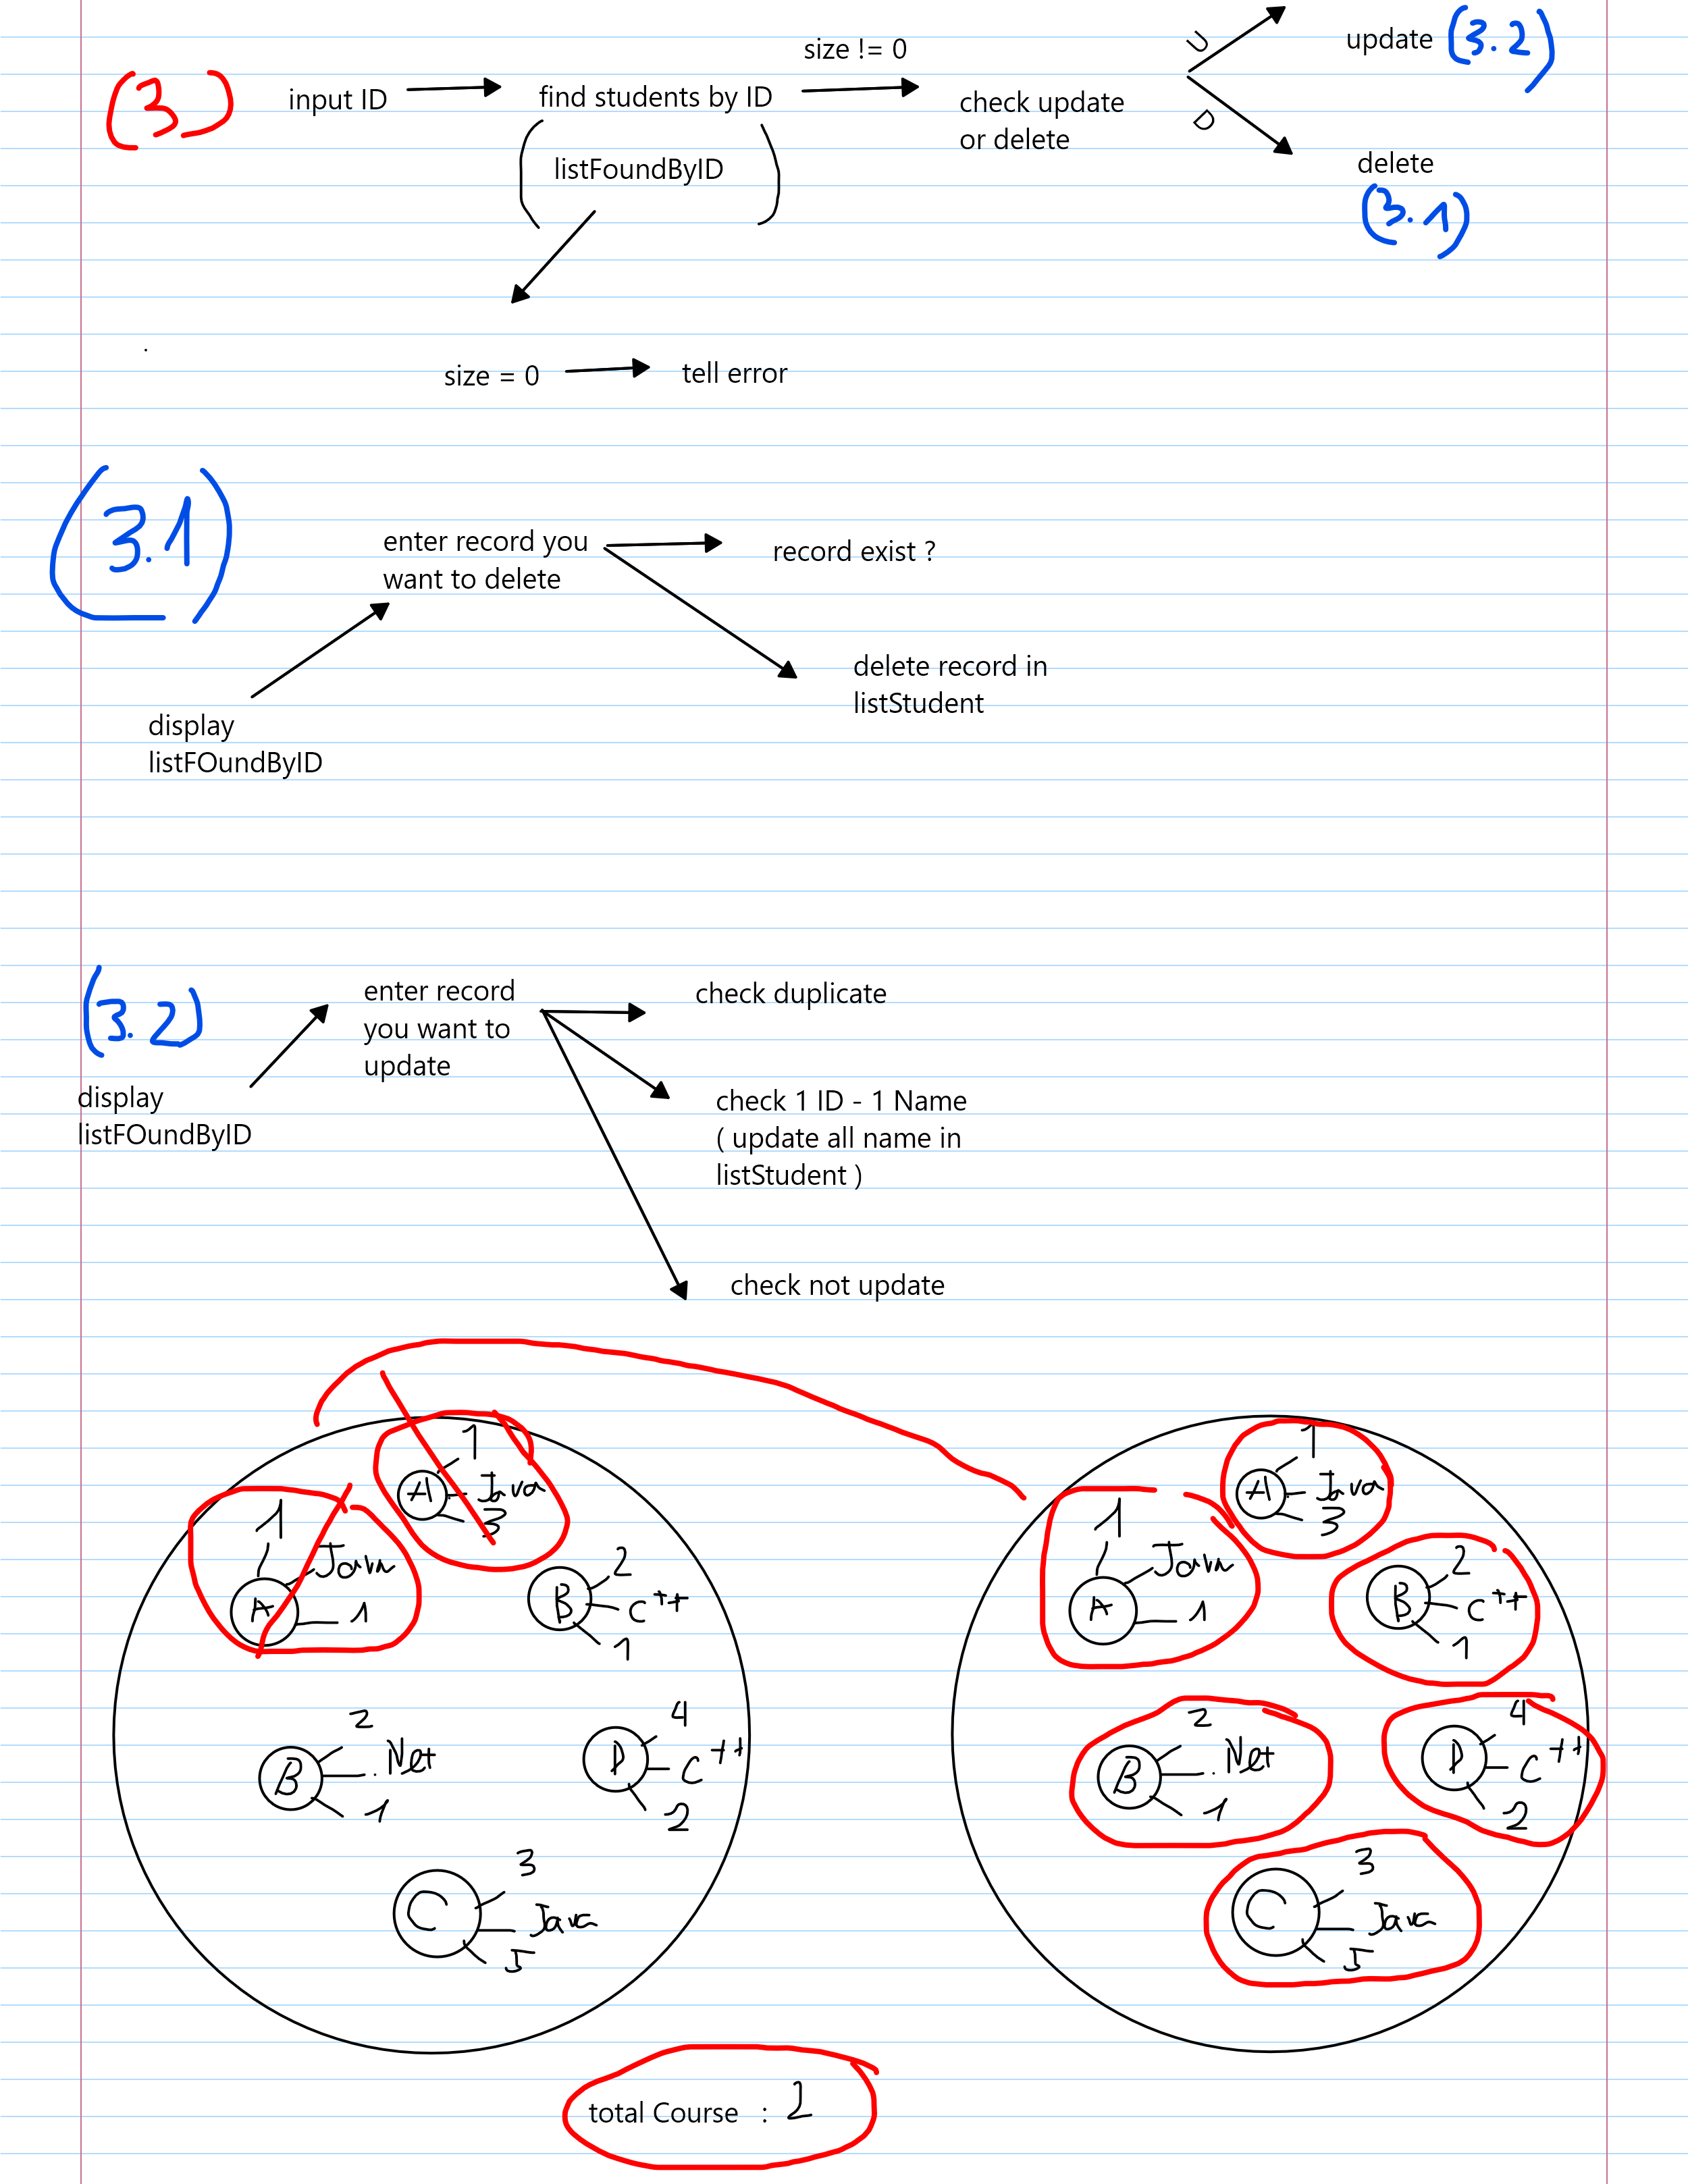 (3)
input ID
find students by ID
(listFoundByID)
size != 0
check update
or delete
U
update (3.2)
D
delete
(3.1)
size = 0
tell error
(3.1)
enter record you
want to delete
record exist ?
delete record in
listStudent
display
listFOundByID
(3.2)
enter record
you want to
update
check duplicate
display
listFOundByID
check 1 ID - 1 Name
( update all name in
listStudent )
check not update
1
A Java
3
1
Java
A 1
2
B C++
1
2
B .Net
1
4
D C++
2
3
C Java
5
1
A Java
3
1
Java
A 1
2
B C++
1
2
B .Net
1
4
D C++
2
3
C Java
5
total Course : 2